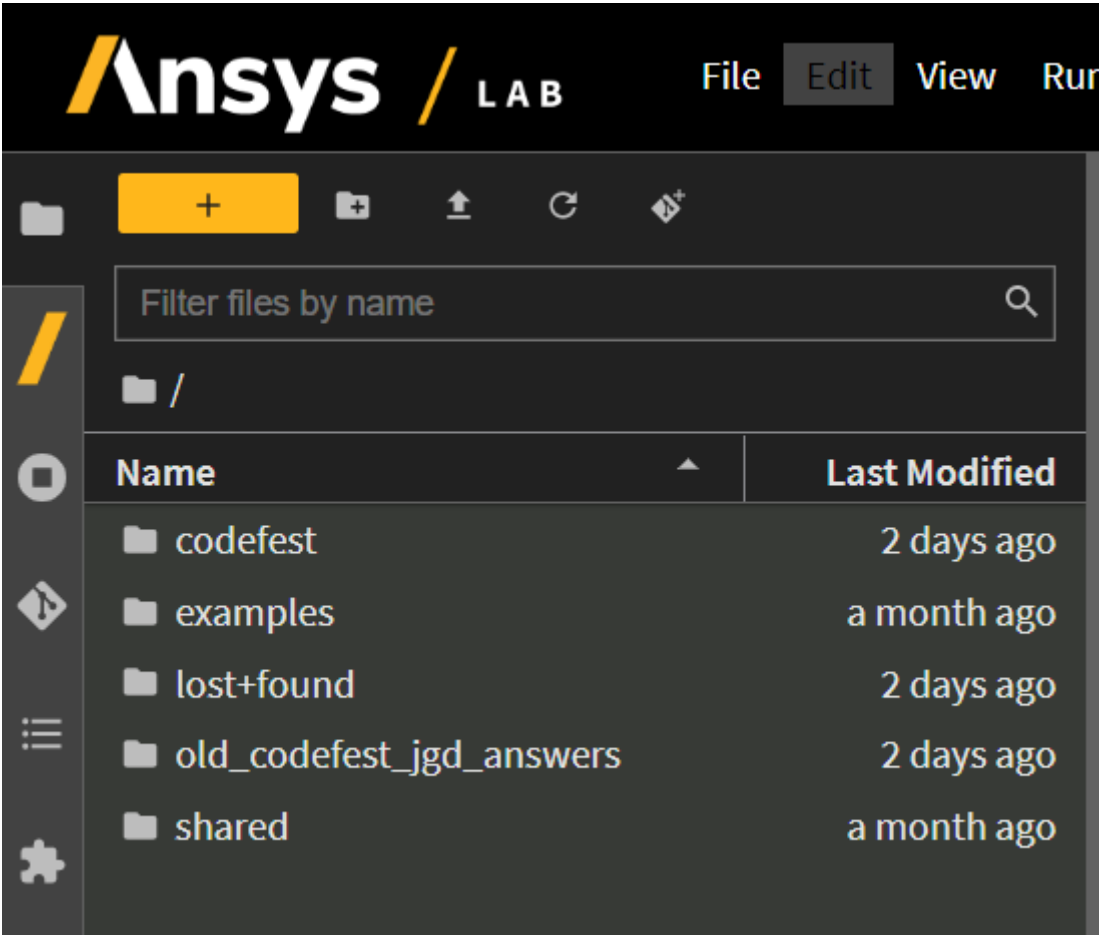 Ansys / LAB File Edit View Run
+
Filter files by name
/
Name Last Modified
codefest 2 days ago
examples a month ago
lost+found 2 days ago
old_codefest_jgd_answers 2 days ago
shared a month ago